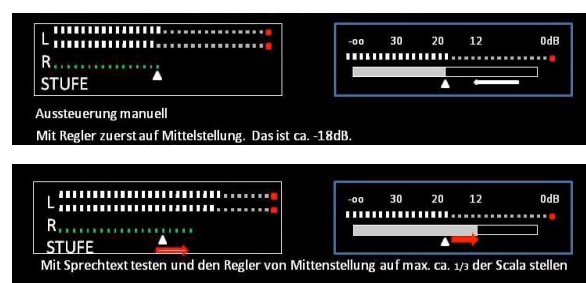 L
R
STUFE
-oo 30 20 12 0dB
Aussteuerung manuell
Mit Regler zuerst auf Mittelstellung. Das ist ca. -18dB.
L
R
STUFE
-oo 30 20 12 0dB
Mit Sprechtext testen und den Regler von Mittenstellung auf max. ca. 1/3 der Scala stellen